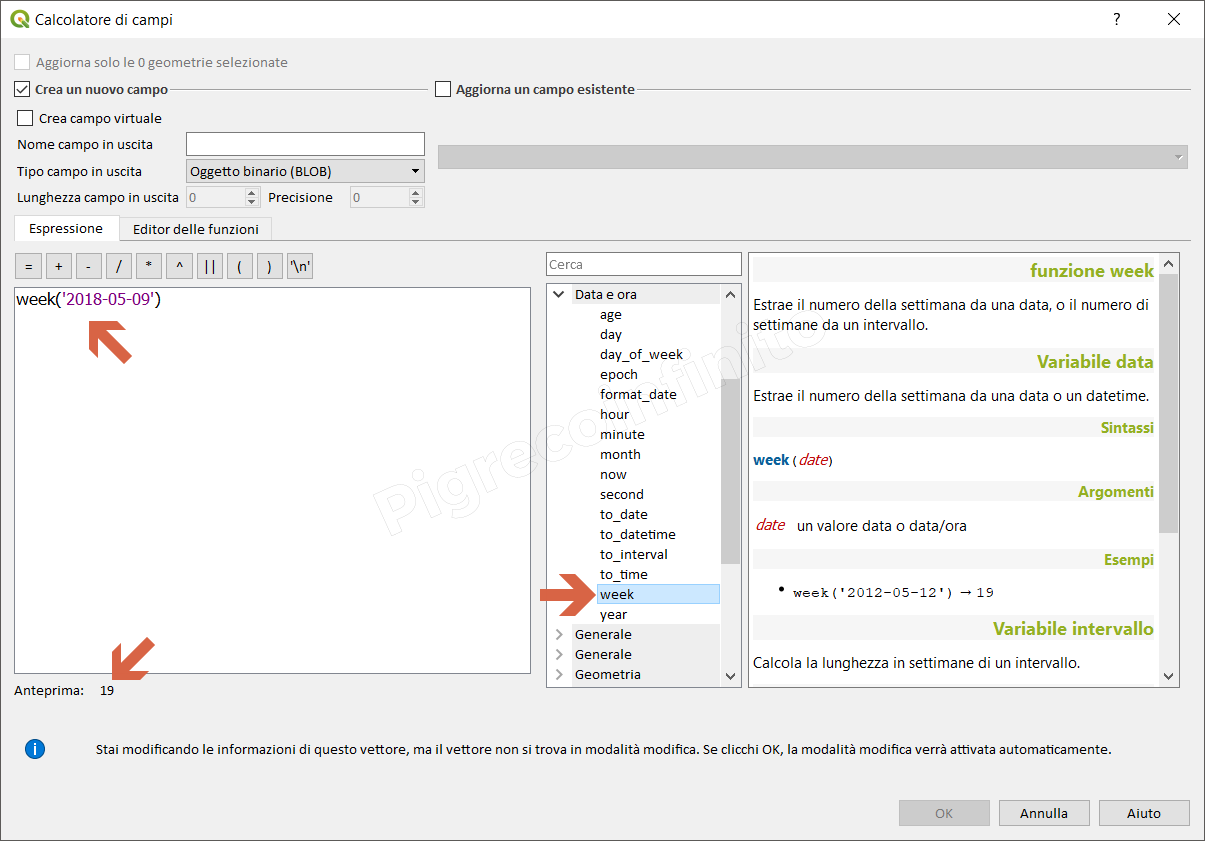 Calcolatore di campi
?
Aggiorna solo le 0 geometrie selezionate
Crea un nuovo campo
Aggiorna un campo esistente
Crea campo virtuale
Nome campo in uscita
Tipo campo in uscita Oggetto binario (BLOB)
Lunghezza campo in uscita 0 Precisione 0
Espressione Editor delle funzioni
= + - / * ^ || ( ) '\n'
week('2018-05-09')
Anteprima: 19
Cerca
Data e ora
age
day
day_of_week
epoch
format_date
hour
minute
month
now
second
to_date
to_datetime
to_interval
to_time
week
year
Generale
Generale
Geometria
funzione week
Estrae il numero della settimana da una data, o il numero di
settimane da un intervallo.
Variabile data
Estrae il numero della settimana da una data o un datetime.
Sintassi
week (date)
Argomenti
date un valore data o data/ora
Esempi
• week('2012-05-12') → 19
Variabile intervallo
Calcola la lunghezza in settimane di un intervallo.
Pigrecoinfinito
i
Stai modificando le informazioni di questo vettore, ma il vettore non si trova in modalità modifica. Se clicchi OK, la modalità modifica verrà attivata automaticamente.
OK Annulla Aiuto